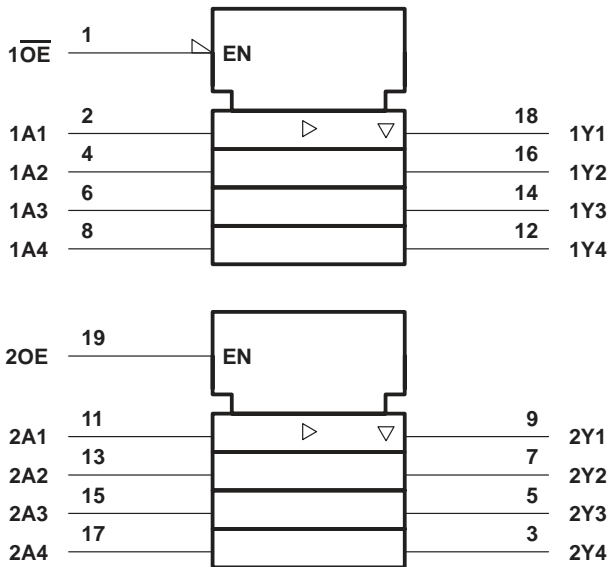 1
1O̅E̅ EN
1A1 2 18 1Y1
1A2 4 16 1Y2
1A3 6 14 1Y3
1A4 8 12 1Y4
19
2OE EN
2A1 11 9 2Y1
2A2 13 7 2Y2
2A3 15 5 2Y3
2A4 17 3 2Y4